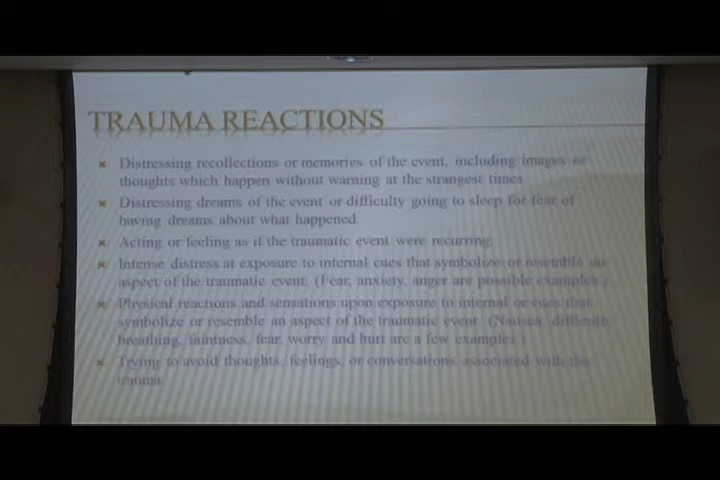 TRAUMA REACTIONS
Distressing recollections or memories of the event, including images or
thoughts which happen without warning at the strangest times.
Distressing dreams of the event or difficulty going to sleep for fear of
having dreams about what happened.
Acting or feeling as if the traumatic event were recurring.
Intense distress at exposure to internal cues that symbolize or resemble an
aspect of the traumatic event. (Fear, anxiety, anger are possible examples.)
Physical reactions and sensations upon exposure to internal or cues that
symbolize or resemble an aspect of the traumatic event. (Nausea, difficulty
breathing, faintness, fear, worry and hurt are a few examples.)
Trying to avoid thoughts, feelings, or conversations associated with the
trauma.